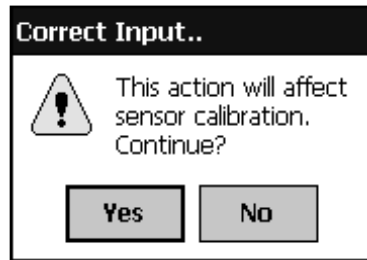 Correct Input..
This action will affect
sensor calibration.
Continue?
Yes No